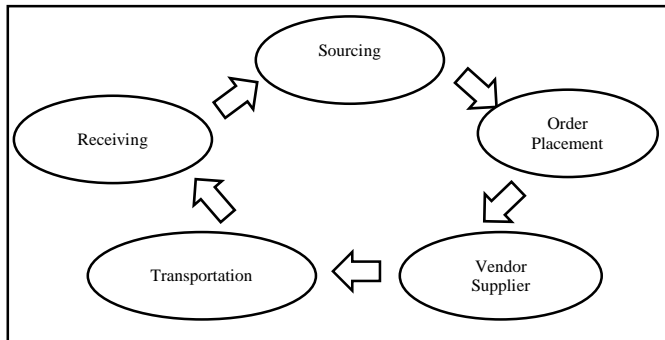 Sourcing
Receiving
Order
Placement
Transportation
Vendor
Supplier